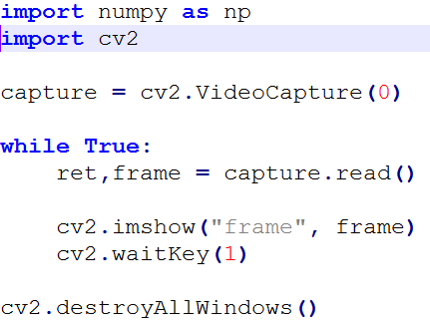 import numpy as np
import cv2
capture = cv2.VideoCapture(0)
while True:
    ret,frame = capture.read()
    cv2.imshow("frame", frame)
    cv2.waitKey(1)
cv2.destroyAllWindows()